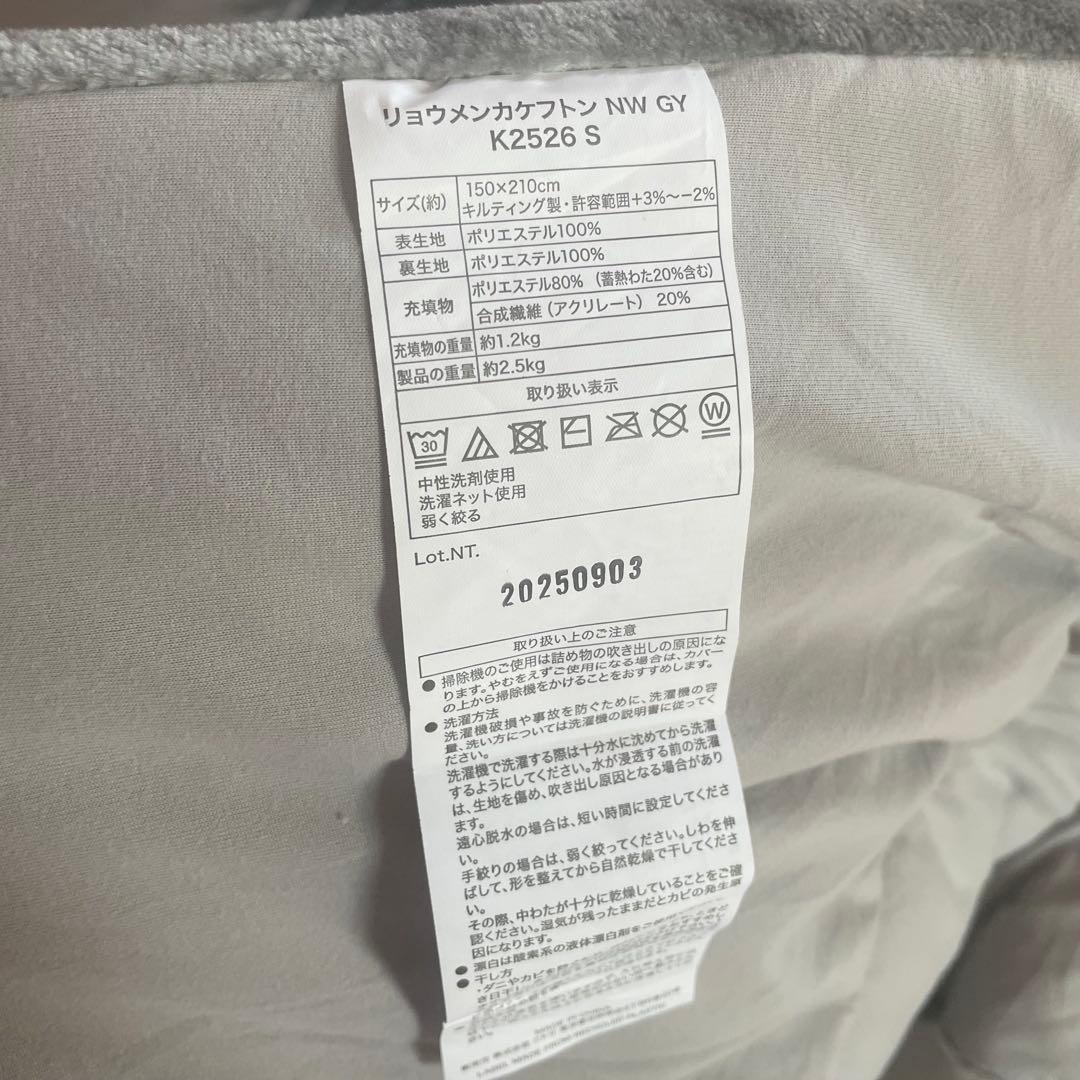 リョウメンカケフトン NW GY
K2526 S
サイズ(約) 150×210cm
キルティング製・許容範囲+3%〜−2%
表生地 ポリエステル100%
裏生地 ポリエステル100%
充填物 ポリエステル80% (蓄熱わた20%含む)
合成繊維 (アクリレート) 20%
充填物の重量 約1.2kg
製品の重量 約2.5kg
取り扱い表示
30 W
中性洗剤使用
洗濯ネット使用
弱く絞る
Lot.NT.
20250903
取り扱い上のご注意
● 掃除機のご使用は詰め物の吹き出しの原因にな
ります。やむをえずご使用になる場合は、カバー
の上から掃除機をかけることをおすすめします。
● 洗濯方法
洗濯機破損や事故を防ぐために、洗濯機の容
量、洗い方については洗濯機の説明書に従ってく
ださい。
洗濯機で洗濯する際は十分水に沈めてから洗濯
するようにしてください。水が浸透する前の洗濯
は、生地を傷め、吹き出し原因となる場合があり
ます。
遠心脱水の場合は、短い時間に設定してくださ
い。
手絞りの場合は、弱く絞ってください。しわを伸
ばして、形を整えてから自然乾燥で干してくださ
い。
その際、中わたが十分に乾燥していることをご確
認ください。湿気が残ったままだとカビの発生原
因になります。
● 漂白は酸素系の液体漂白剤をご使用
● 干し方
・ダニやカビを